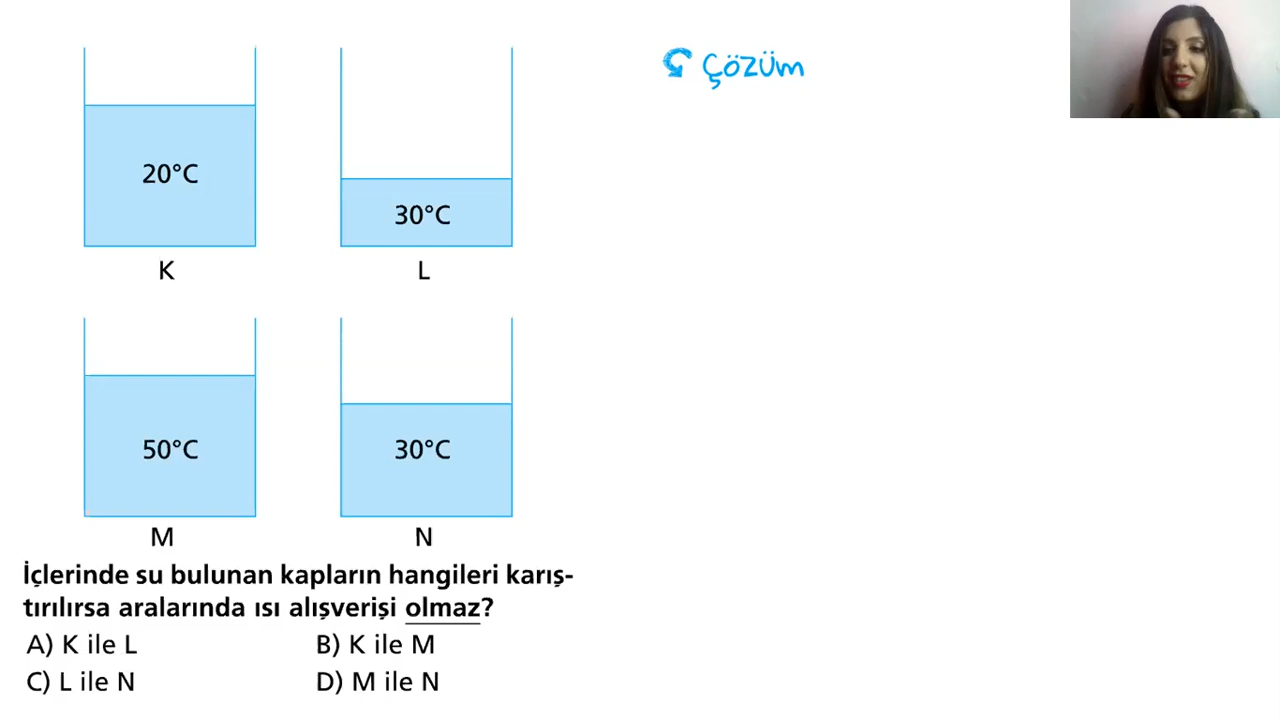 20°C
30°C
K
L
50°C
30°C
M
N
İçlerinde su bulunan kapların hangileri karış-
tırılırsa aralarında ısı alışverişi olmaz?
A) K ile L
B) K ile M
C) L ile N
D) M ile N
Çözüm